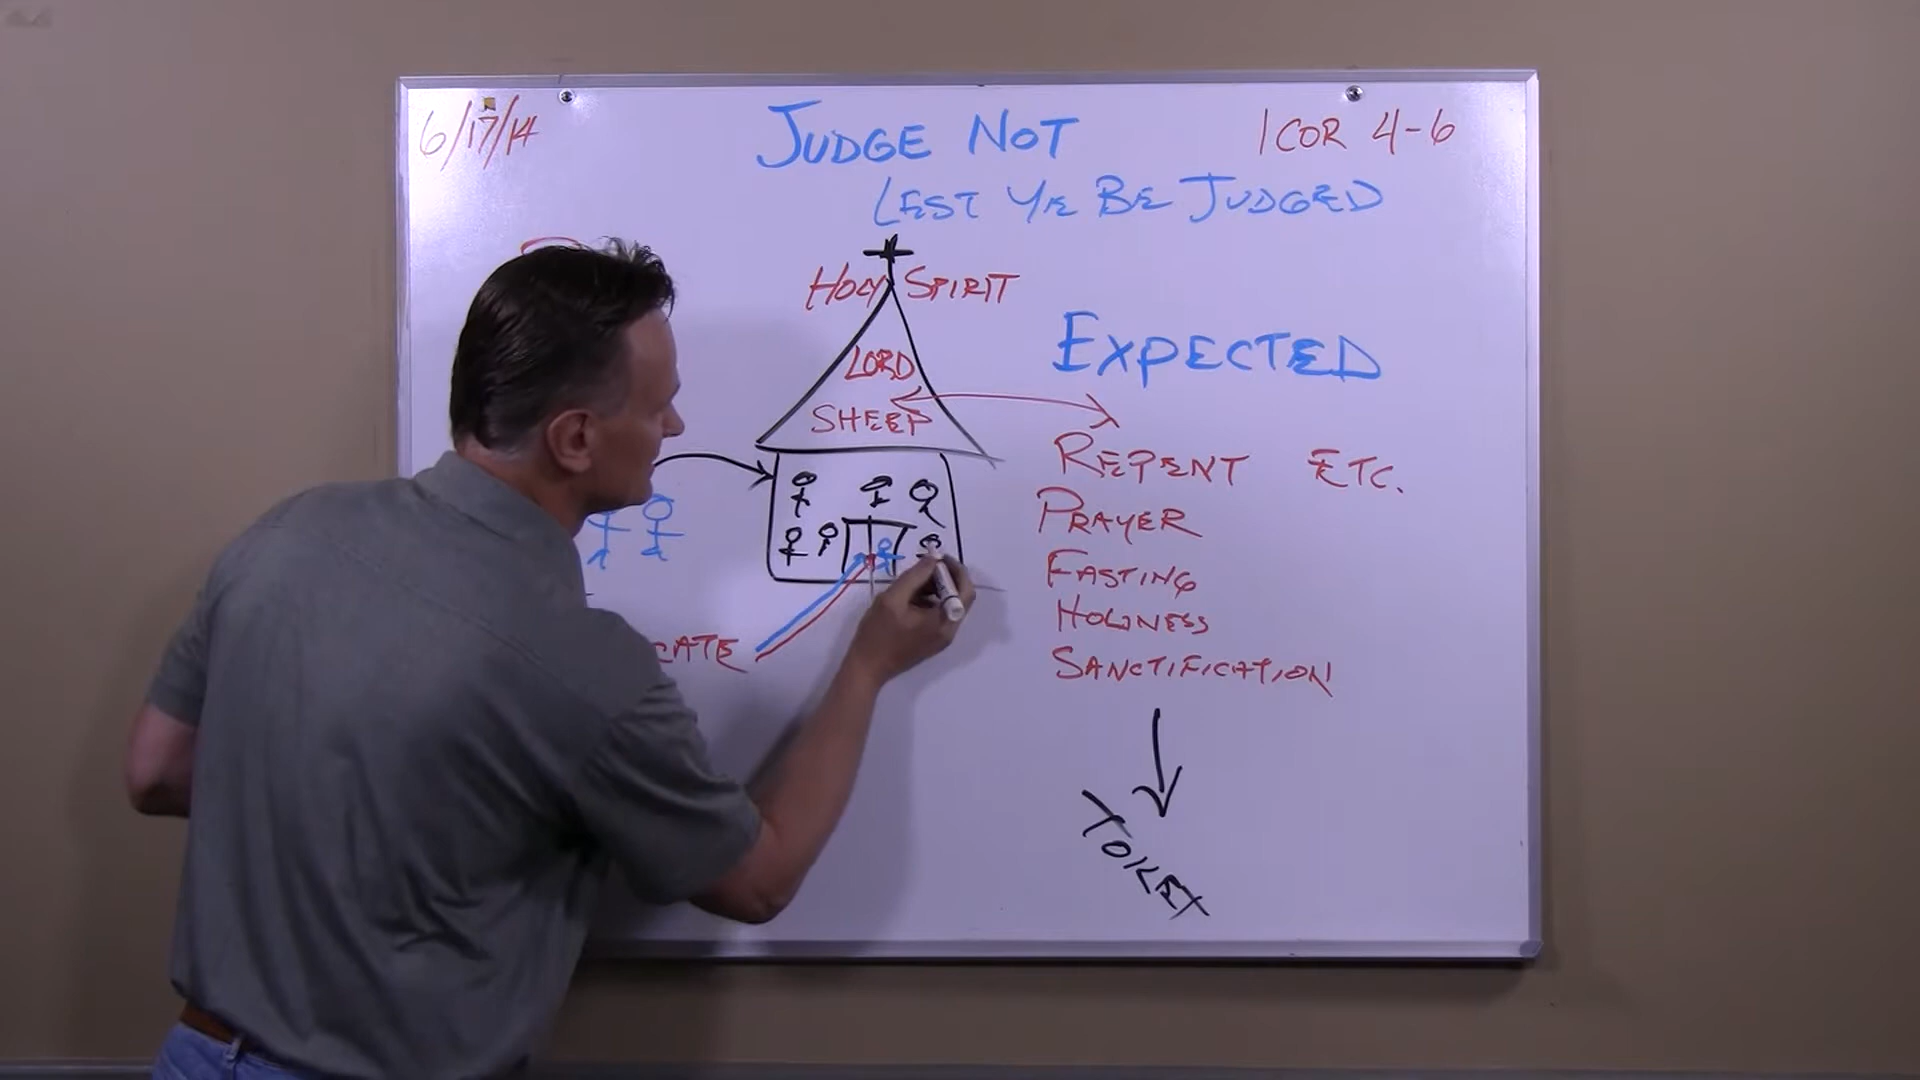 6/17/14
JUDGE NOT
1 COR 4-6
LEST YE BE JUDGED
HOLY SPIRIT
EXPECTED
LORD
SHEEP
REPENT ETC.
PRAYER
FASTING
HOLINESS
SANCTIFICATION
CATE